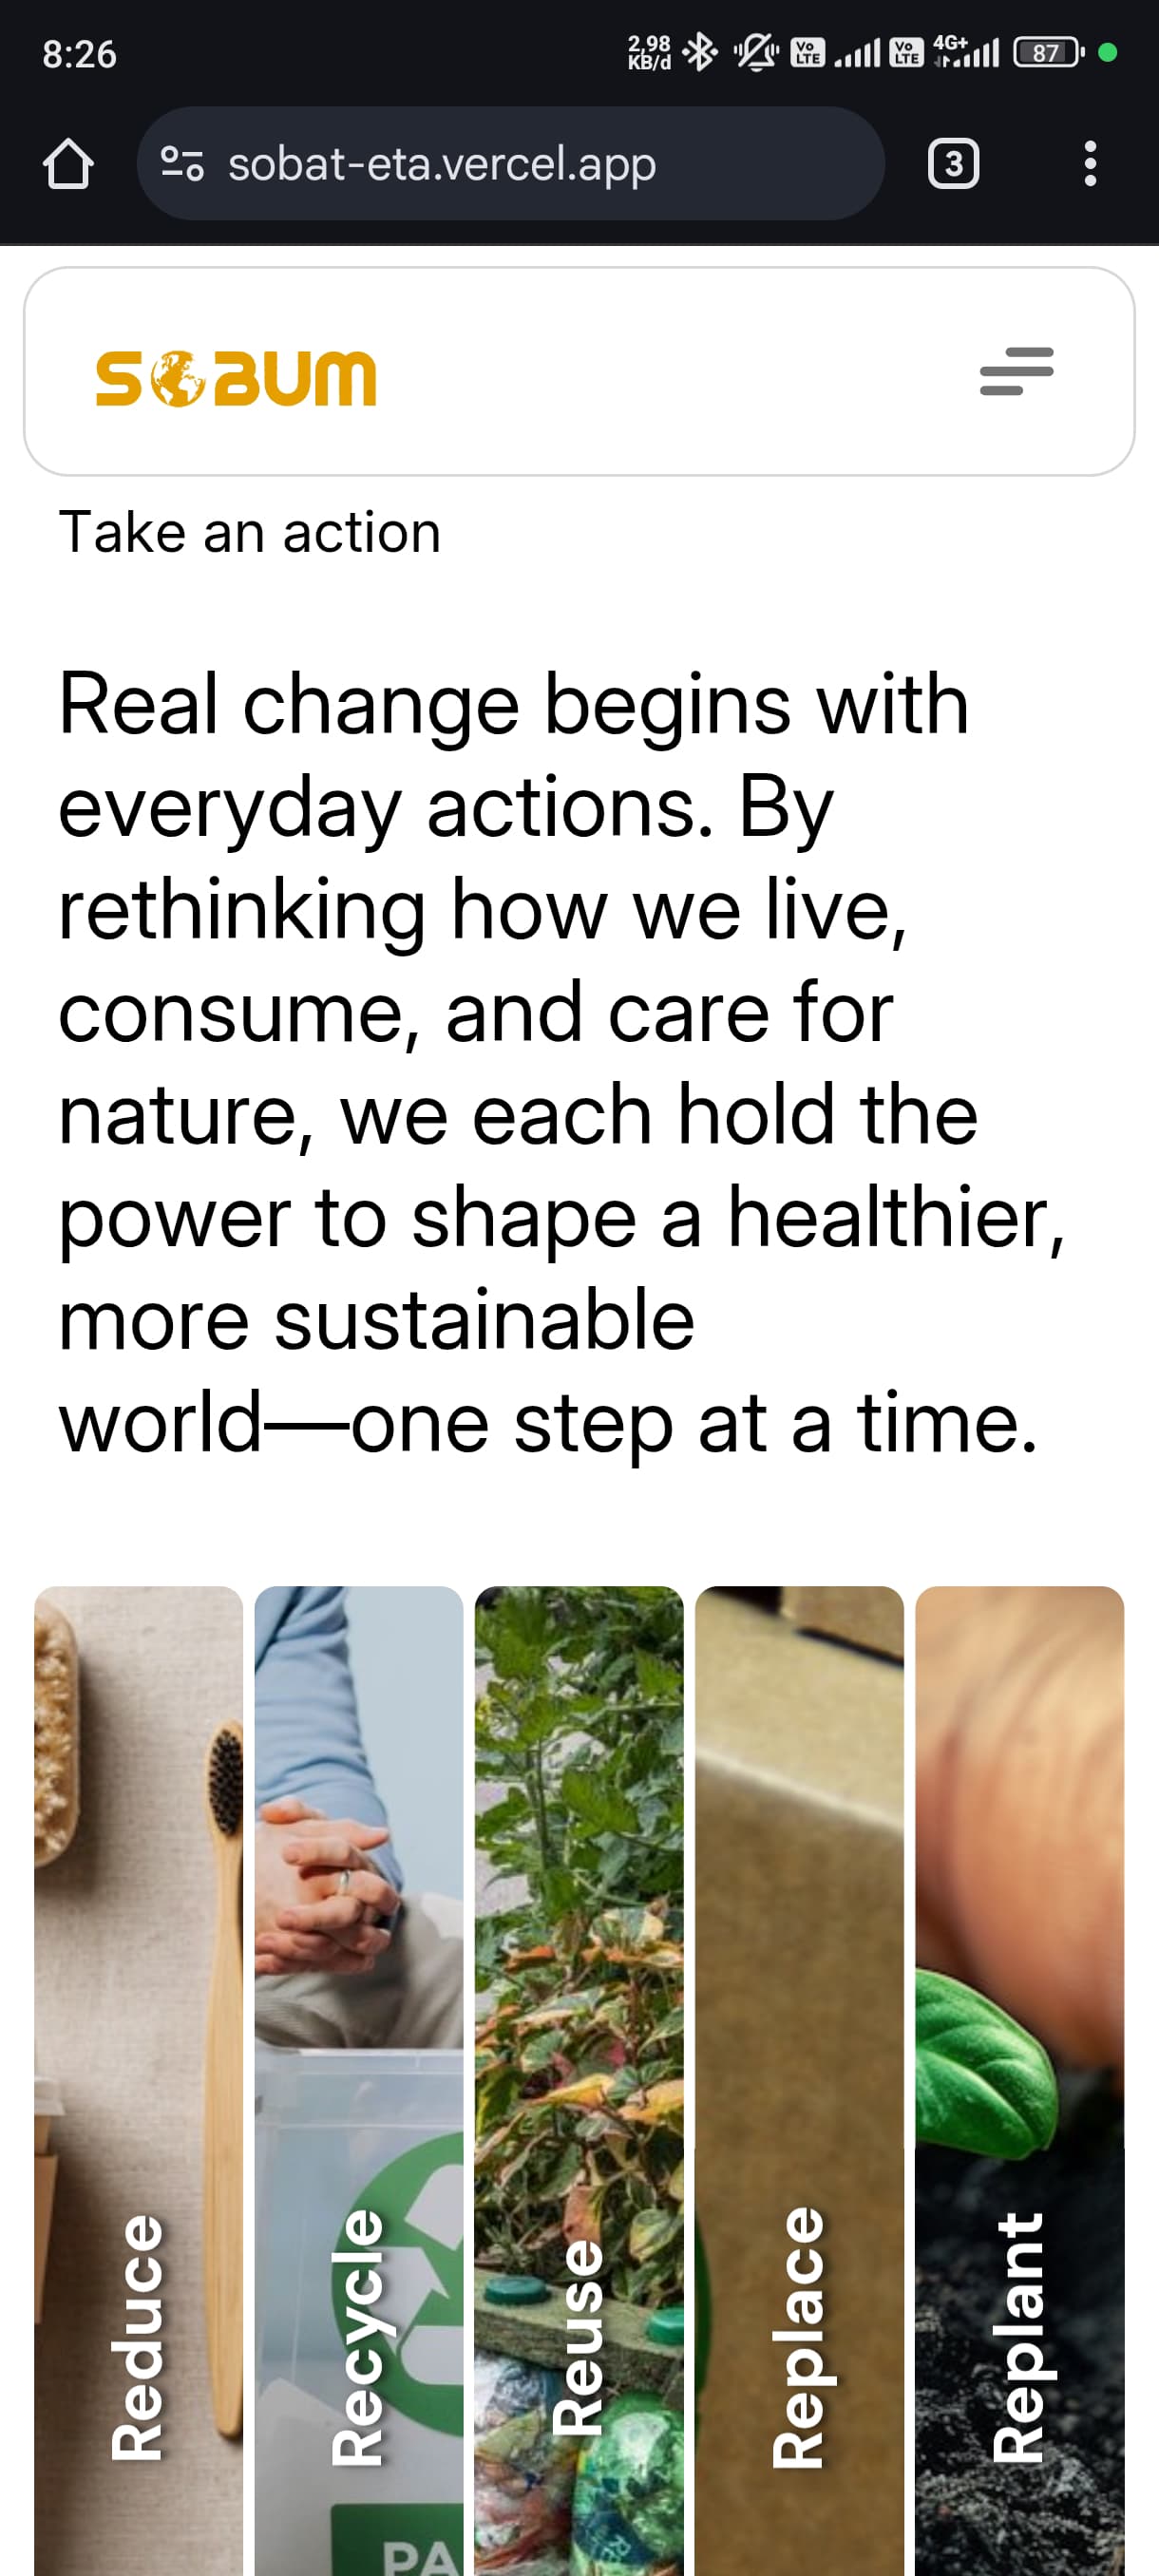 8:26
2,98
KB/d
Vo
LTE
Vo
LTE
4G+
87
sobat-eta.vercel.app
3
SOBUM
Take an action
Real change begins with
everyday actions. By
rethinking how we live,
consume, and care for
nature, we each hold the
power to shape a healthier,
more sustainable
world—one step at a time.
Reduce
Recycle
Reuse
Replace
Replant
PA